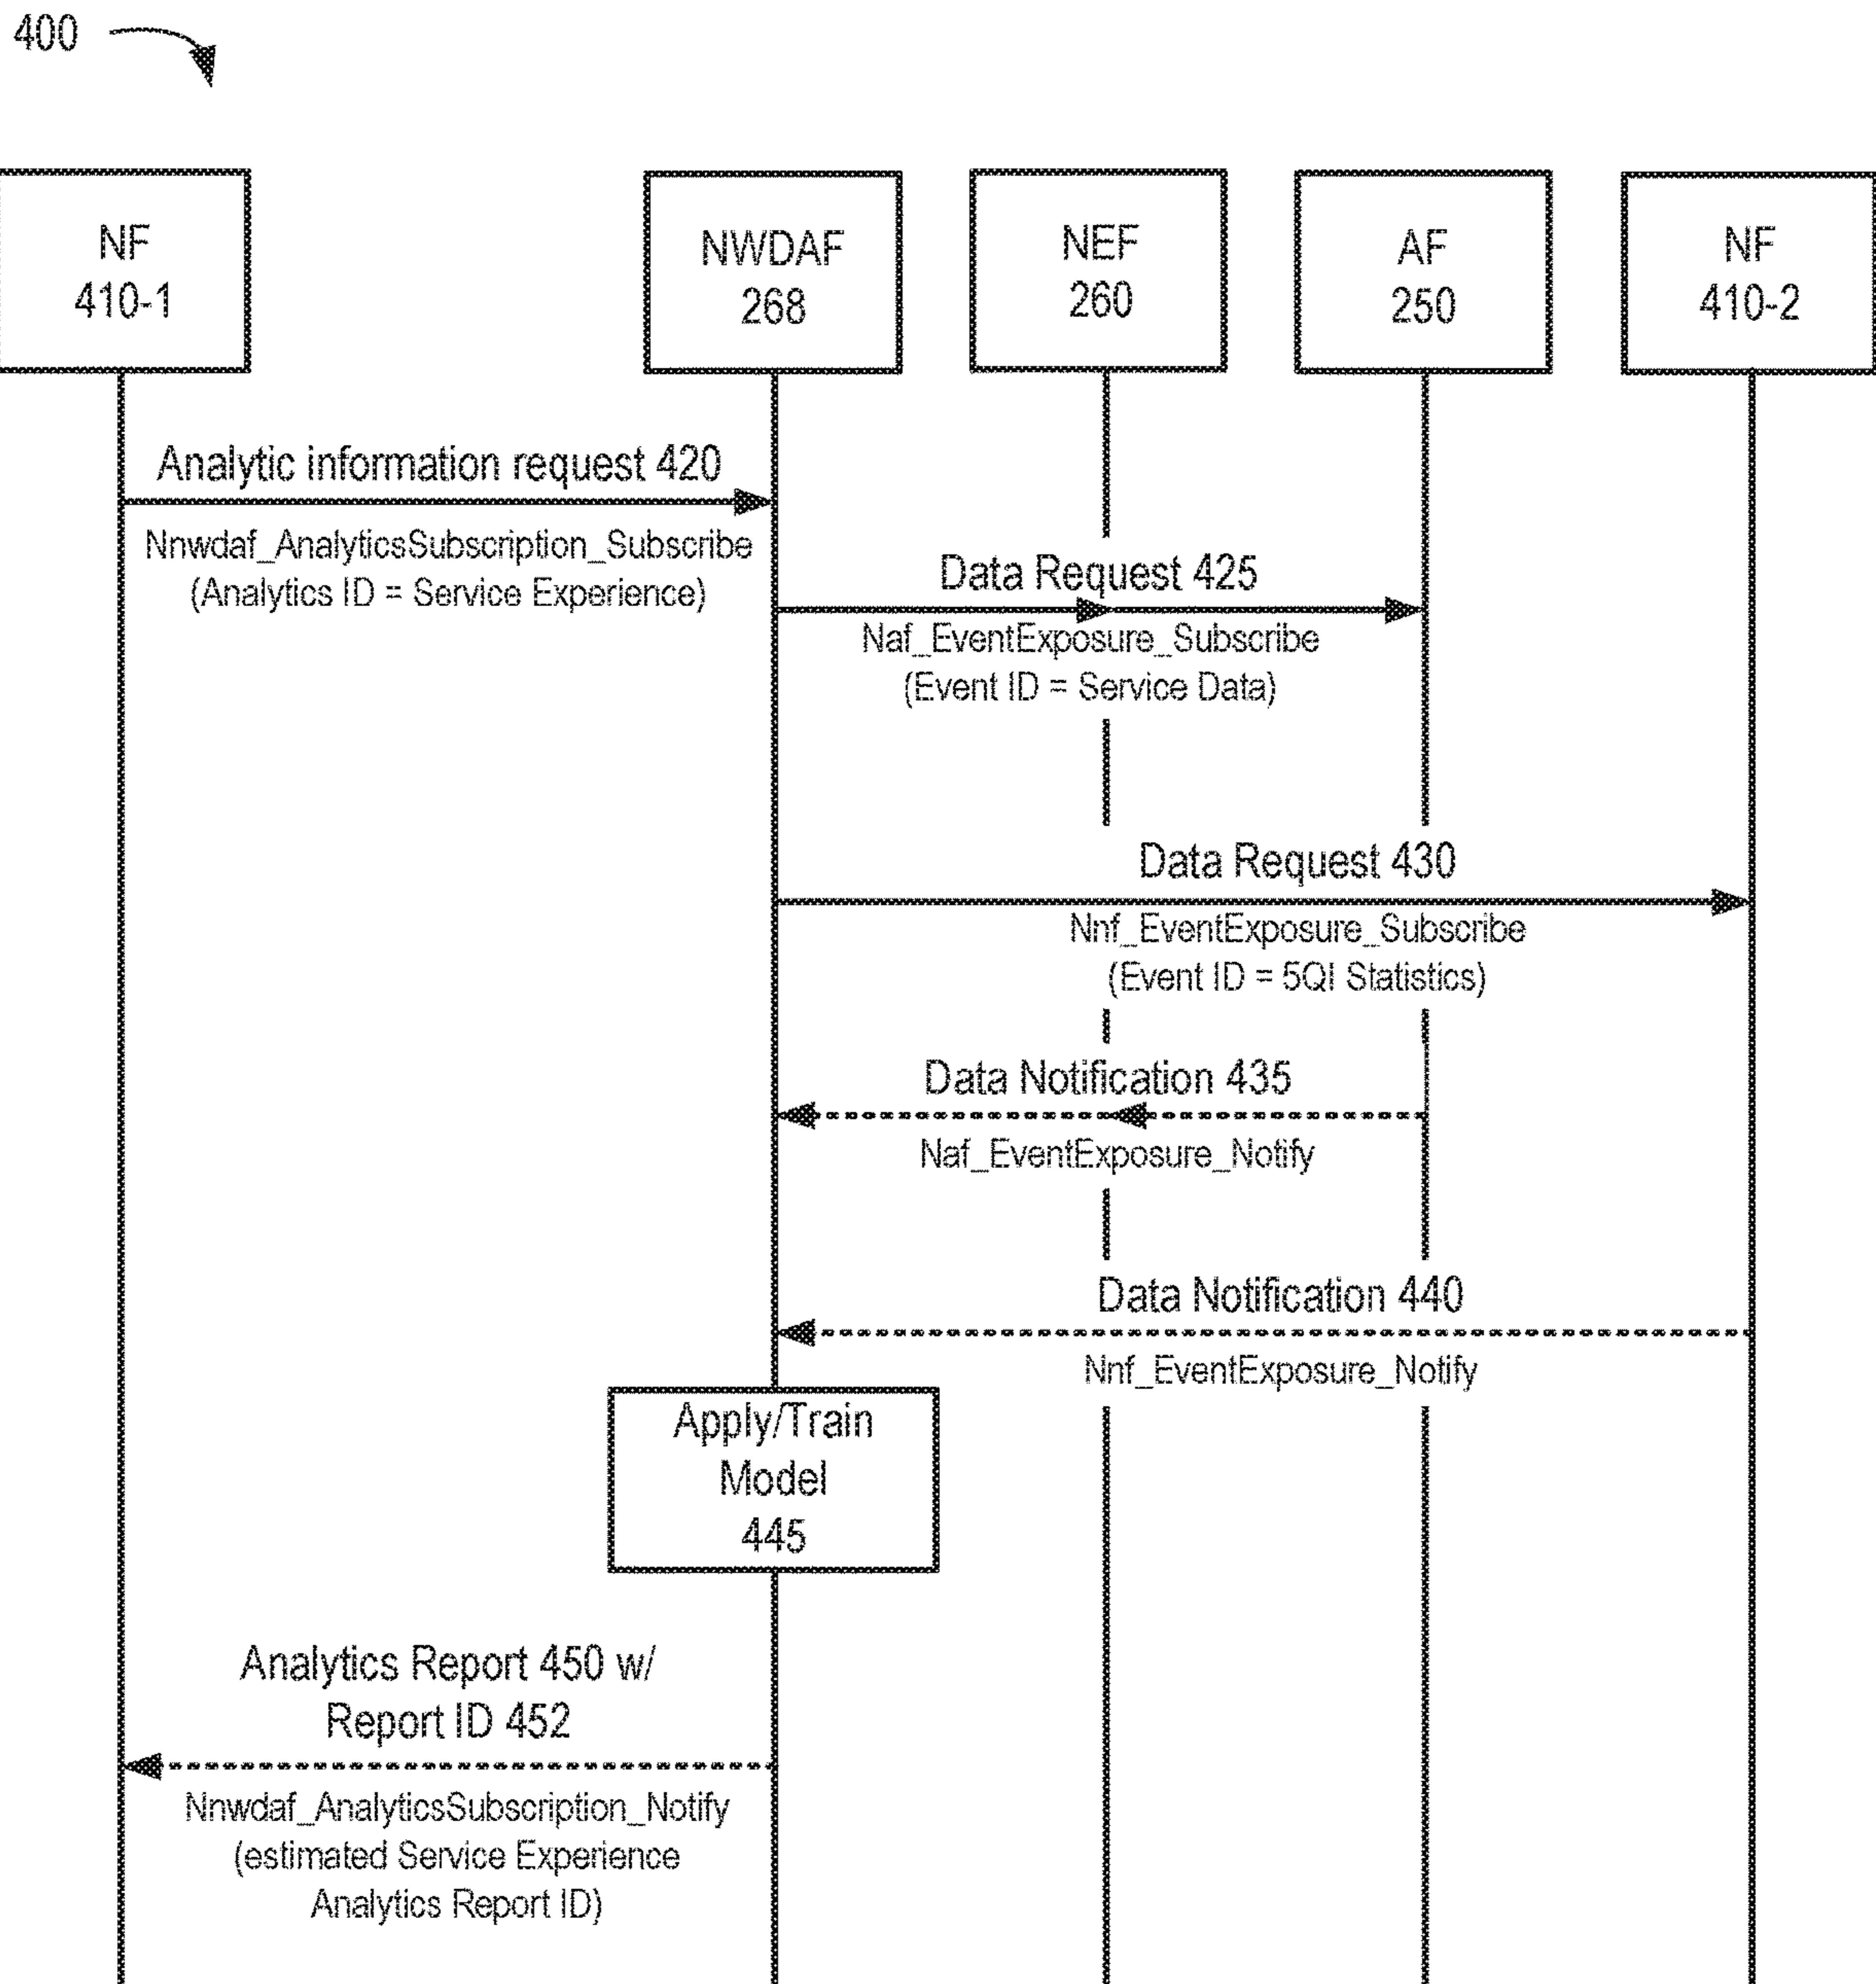 400
NF
410-1
NWDAF
268
NEF
260
AF
250
NF
410-2
Analytic information request 420
Nnwdaf_AnalyticsSubscription_Subscribe
(Analytics ID = Service Experience)
Data Request 425
Naf_EventExposure_Subscribe
(Event ID = Service Data)
Data Request 430
Nnf_EventExposure_Subscribe
(Event ID = 5QI Statistics)
Data Notification 435
Naf_EventExposure_Notify
Data Notification 440
Nnf_EventExposure_Notify
Apply/Train
Model
445
Analytics Report 450 w/
Report ID 452
Nnwdaf_AnalyticsSubscription_Notify
(estimated Service Experience
Analytics Report ID)